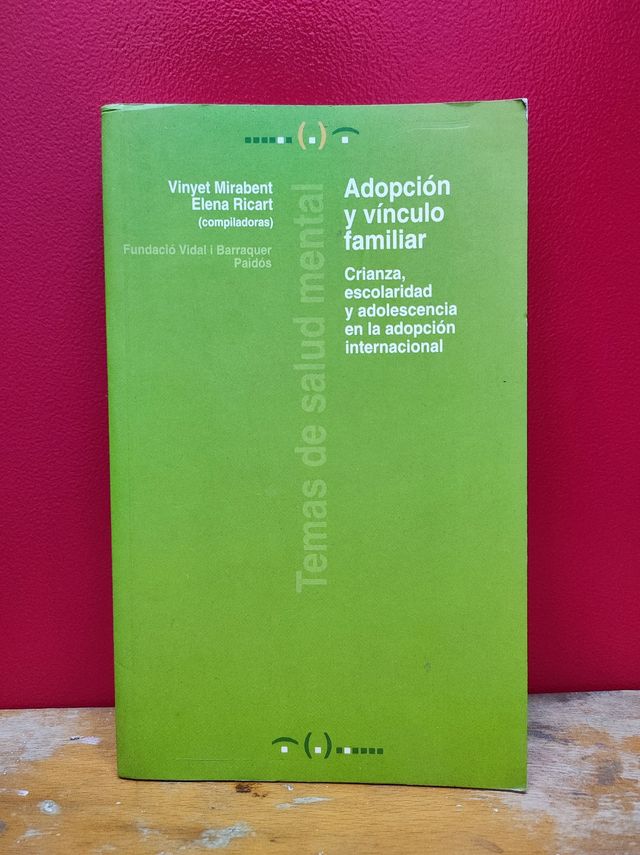 Vinyet Mirabent
Elena Ricart
(compiladoras)
Fundació Vidal i Barraquer
Paidós
Temas de salud mental
Adopción
y vínculo
familiar
Crianza,
escolaridad
y adolescencia
en la adopción
internacional